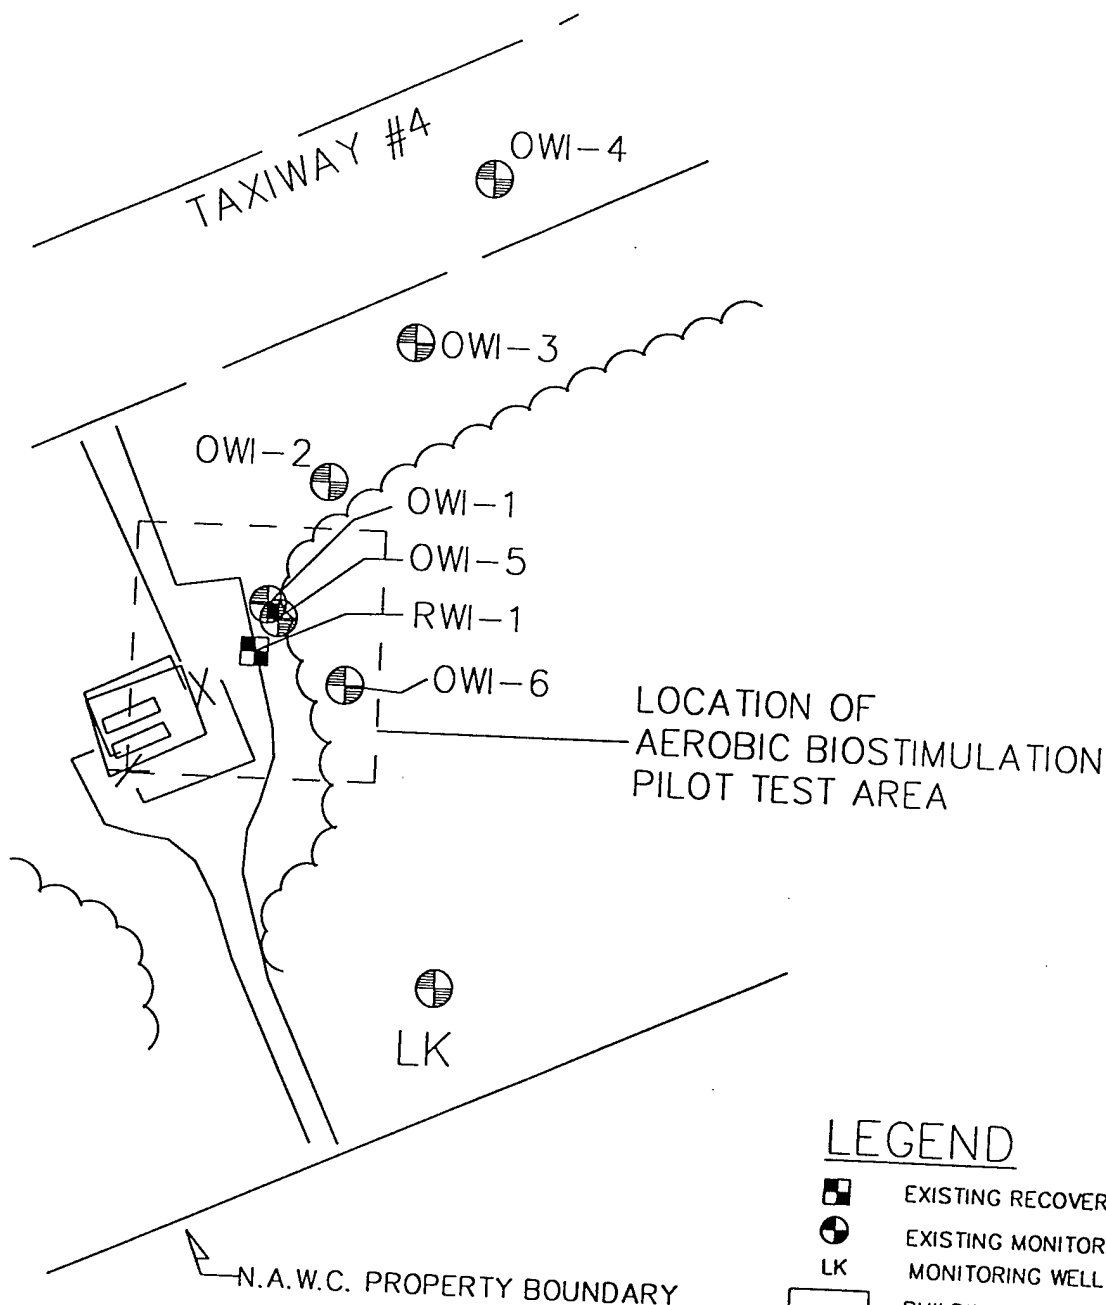 TAXIWAY #4
OWI-4
OWI-3
OWI-2
OWI-1
OWI-5
RWI-1
OWI-6
LOCATION OF
AEROBIC BIOSTIMULATION
PILOT TEST AREA
LK
LEGEND
EXISTING RECOVER
EXISTING MONITOR
LK MONITORING WELL
N.A.W.C. PROPERTY BOUNDARY